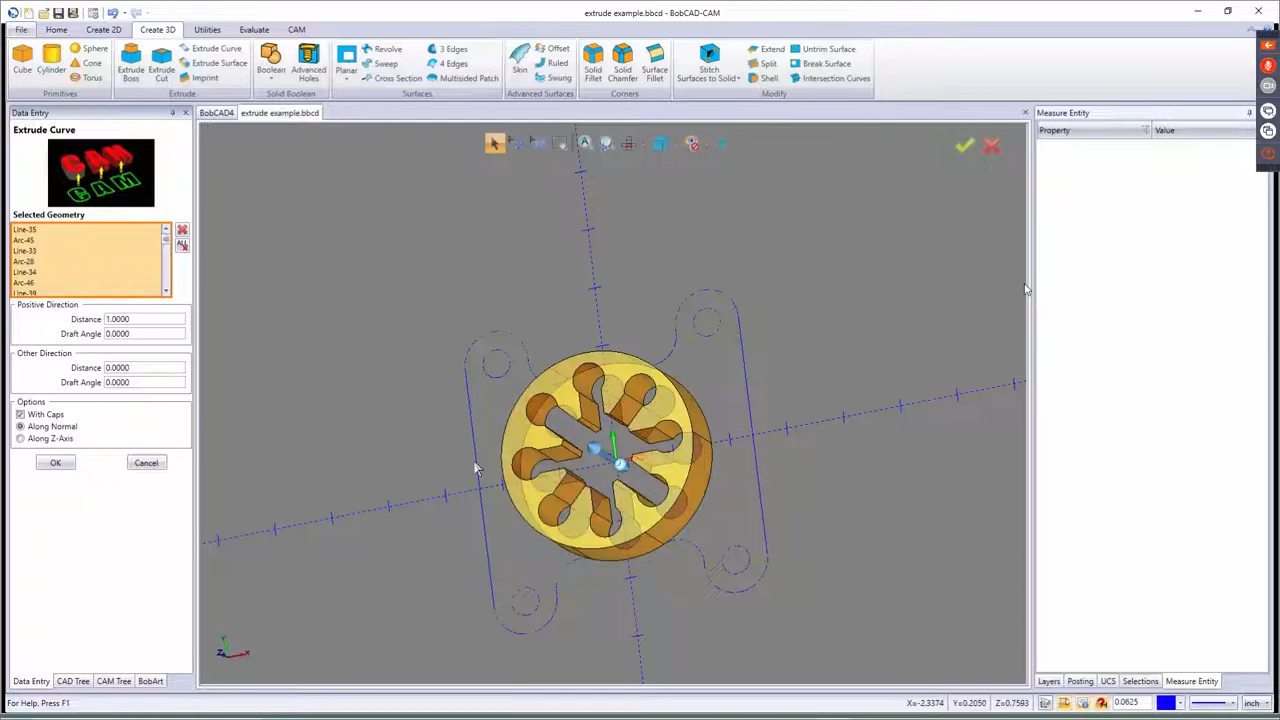 extrude example.bbcd - BobCAD-CAM
File Home Create 2D Create 3D Utilities Evaluate CAM
Sphere Extrude Curve Revolve 3 Edges Offset Extend Untrim Surface
Cone Extrude Surface Sweep 4 Edges Ruled Split Break Surface
Torus Imprint Cross Section Multisided Patch Swung Shell Intersection Curves
Cube Cylinder Extrude Boss Extrude Cut Boolean Advanced Holes Planar Skin Solid Fillet Solid Chamfer Surface Fillet Stitch Surfaces to Solid
Primitives Extrude Solid Boolean Surfaces Advanced Surfaces Corners Modify
Data Entry BobCAD4 extrude example.bbcd Measure Entity
Extrude Curve
Property Value
CAM
CAM
Selected Geometry
Line-35
Arc-45
ALL
Line-33
Arc-28
Line-34
Arc-46
Line-39
Positive Direction
Distance 1.0000
Draft Angle 0.0000
Other Direction
Distance 0.0000
Draft Angle 0.0000
Options
With Caps
Along Normal
Along Z-Axis
OK Cancel
Y
Z X
Data Entry CAD Tree CAM Tree BobArt Layers Posting UCS Selections Measure Entity
For Help, Press F1 X=-2.3374 Y=0.2050 Z=0.7593 0.0625 inch